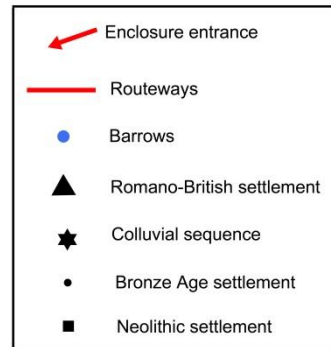 Enclosure entrance
Routeways
Barrows
Romano-British settlement
Colluvial sequence
Bronze Age settlement
Neolithic settlement